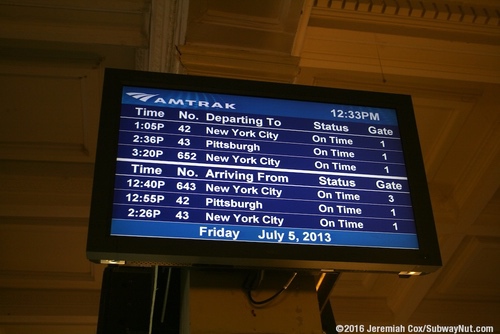 AMTRAK 12:33PM
Time No. Departing To Status Gate
1:05P 42 New York City On Time 1
2:36P 43 Pittsburgh On Time 1
3:20P 652 New York City On Time 1
Time No. Arriving From Status Gate
12:40P 643 New York City On Time 3
12:55P 42 Pittsburgh On Time 1
2:26P 43 New York City On Time 1
Friday July 5, 2013
©2016 Jeremiah Cox/SubwayNut.com